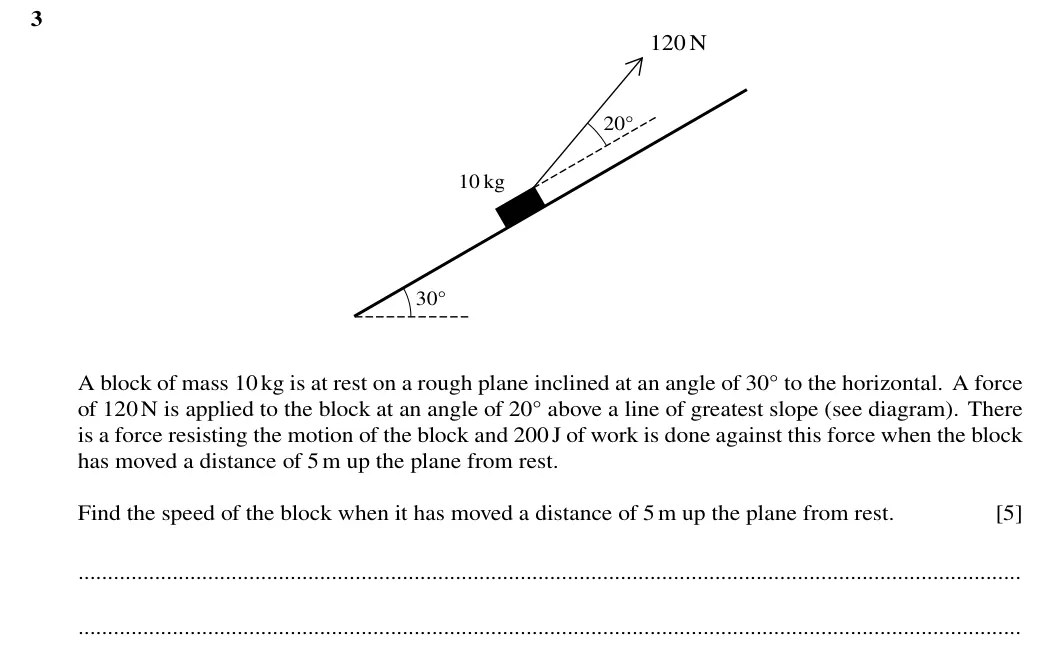 3
120 N
20°
10 kg
30°
A block of mass 10 kg is at rest on a rough plane inclined at an angle of 30° to the horizontal. A force
of 120 N is applied to the block at an angle of 20° above a line of greatest slope (see diagram). There
is a force resisting the motion of the block and 200 J of work is done against this force when the block
has moved a distance of 5 m up the plane from rest.
Find the speed of the block when it has moved a distance of 5 m up the plane from rest. [5]